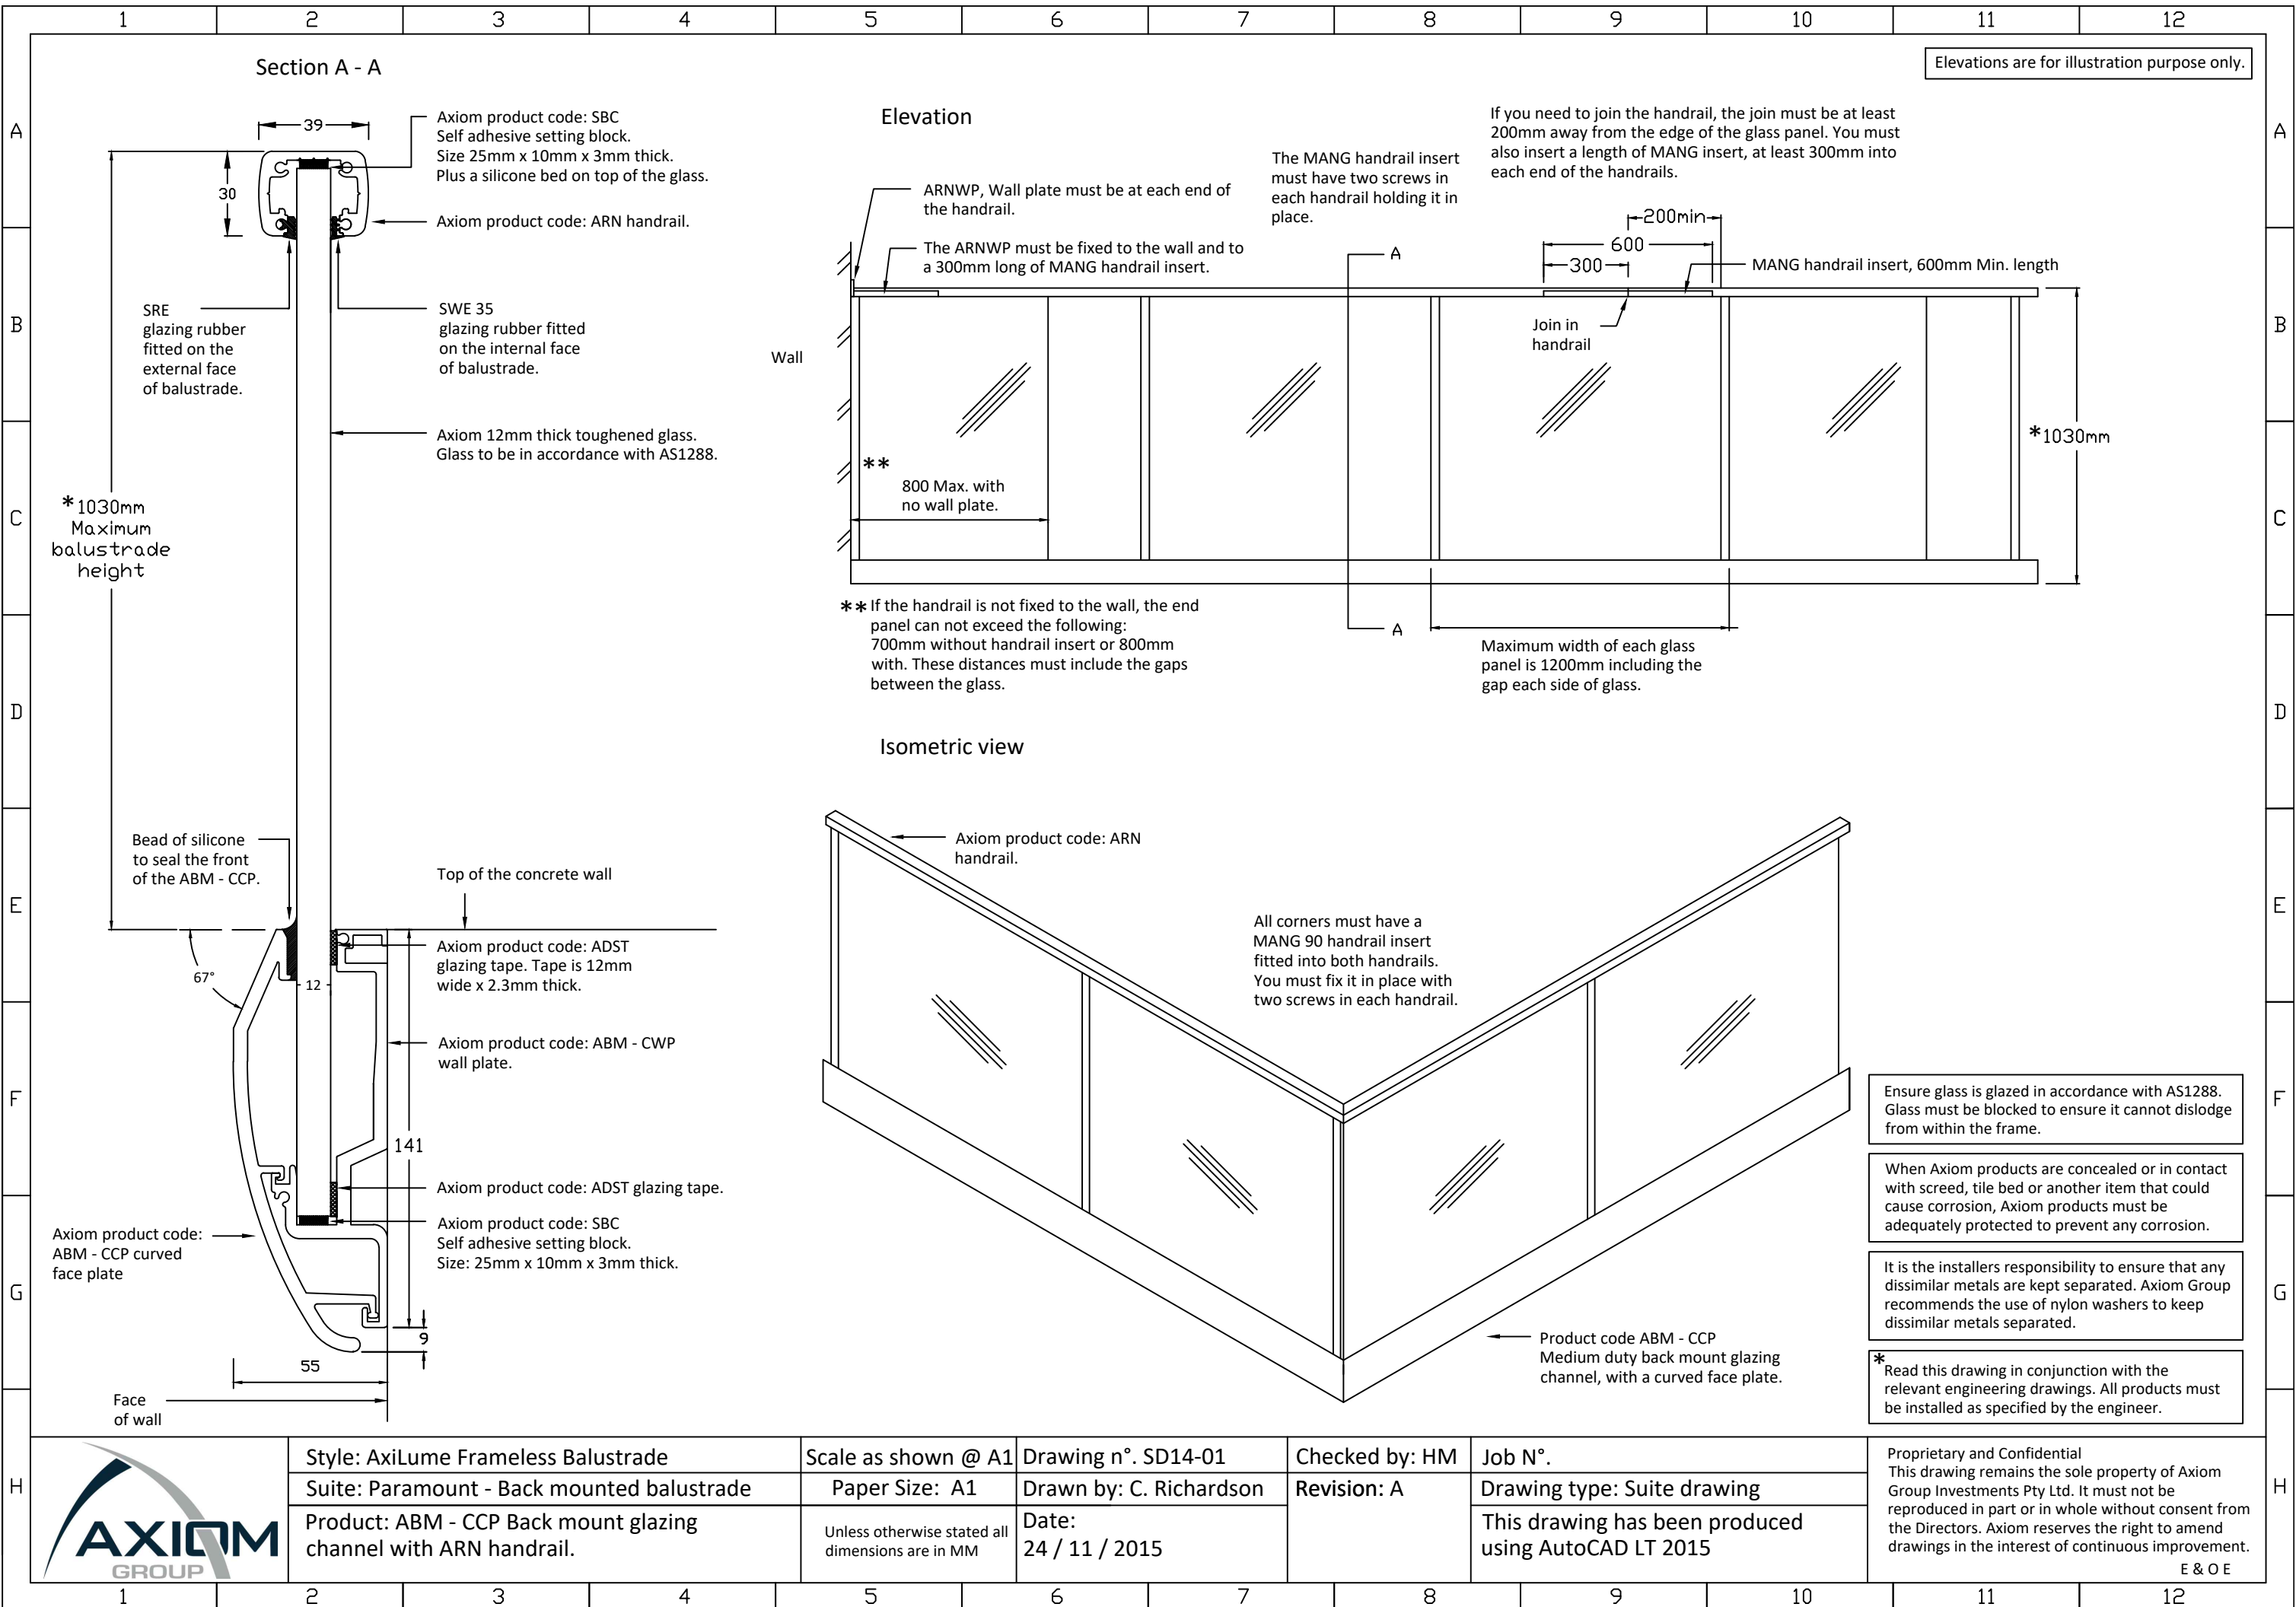 1 2 3 4 5 6 7 8 9 10 11 12
A
B
C
D
E
F
G
H
Section A - A
39
30
Axiom product code: SBC
Self adhesive setting block.
Size 25mm x 10mm x 3mm thick.
Plus a silicone bed on top of the glass.
Axiom product code: ARN handrail.
SRE
glazing rubber
fitted on the
external face
of balustrade.
SWE 35
glazing rubber fitted
on the internal face
of balustrade.
Axiom 12mm thick toughened glass.
Glass to be in accordance with AS1288.
*1030mm
Maximum
balustrade
height
Bead of silicone
to seal the front
of the ABM - CCP.
Top of the concrete wall
67°
12
Axiom product code: ADST
glazing tape. Tape is 12mm
wide x 2.3mm thick.
Axiom product code: ABM - CWP
wall plate.
141
Axiom product code: ADST glazing tape.
Axiom product code: SBC
Self adhesive setting block.
Size: 25mm x 10mm x 3mm thick.
Axiom product code:
ABM - CCP curved
face plate
9
55
Face
of wall
Elevations are for illustration purpose only.
Elevation
ARNWP, Wall plate must be at each end of
the handrail.
The ARNWP must be fixed to the wall and to
a 300mm long of MANG handrail insert.
The MANG handrail insert
must have two screws in
each handrail holding it in
place.
If you need to join the handrail, the join must be at least
200mm away from the edge of the glass panel. You must
also insert a length of MANG insert, at least 300mm into
each end of the handrails.
200min
600
300
A
MANG handrail insert, 600mm Min. length
Join in
handrail
Wall
**
800 Max. with
no wall plate.
*1030mm
** If the handrail is not fixed to the wall, the end
panel can not exceed the following:
700mm without handrail insert or 800mm
with. These distances must include the gaps
between the glass.
A
Maximum width of each glass
panel is 1200mm including the
gap each side of glass.
Isometric view
Axiom product code: ARN
handrail.
All corners must have a
MANG 90 handrail insert
fitted into both handrails.
You must fix it in place with
two screws in each handrail.
Product code ABM - CCP
Medium duty back mount glazing
channel, with a curved face plate.
Ensure glass is glazed in accordance with AS1288.
Glass must be blocked to ensure it cannot dislodge
from within the frame.
When Axiom products are concealed or in contact
with screed, tile bed or another item that could
cause corrosion, Axiom products must be
adequately protected to prevent any corrosion.
It is the installers responsibility to ensure that any
dissimilar metals are kept separated. Axiom Group
recommends the use of nylon washers to keep
dissimilar metals separated.
*Read this drawing in conjunction with the
relevant engineering drawings. All products must
be installed as specified by the engineer.
AXIOM
GROUP
Style: AxiLume Frameless Balustrade
Suite: Paramount - Back mounted balustrade
Product: ABM - CCP Back mount glazing
channel with ARN handrail.
Scale as shown @ A1
Paper Size: A1
Unless otherwise stated all
dimensions are in MM
Drawing n°. SD14-01
Drawn by: C. Richardson
Date:
24 / 11 / 2015
Checked by: HM
Revision: A
Job N°.
Drawing type: Suite drawing
This drawing has been produced
using AutoCAD LT 2015
Proprietary and Confidential
This drawing remains the sole property of Axiom
Group Investments Pty Ltd. It must not be
reproduced in part or in whole without consent from
the Directors. Axiom reserves the right to amend
drawings in the interest of continuous improvement.
E & O E
A
B
C
D
E
F
G
H
1 2 3 4 5 6 7 8 9 10 11 12